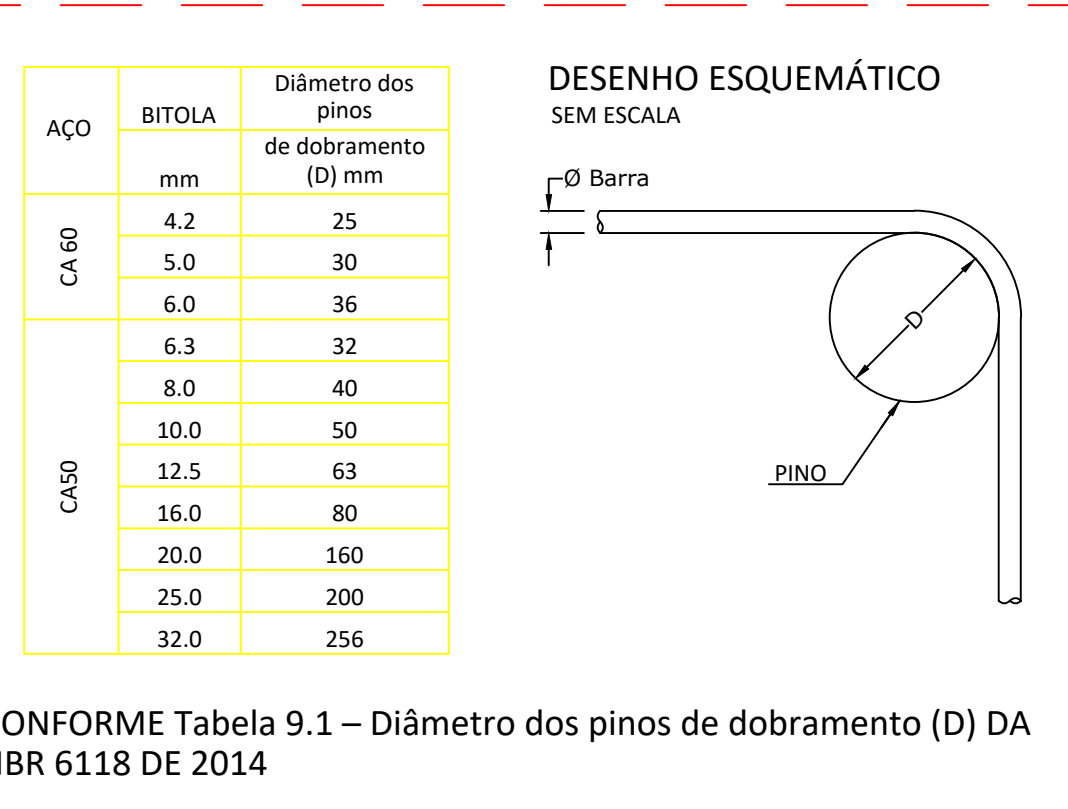 AÇO
BITOLA
Diâmetro dos
pinos
mm
de dobramento
(D) mm
CA 60
4.2 25
5.0 30
6.0 36
CA50
6.3 32
8.0 40
10.0 50
12.5 63
16.0 80
20.0 160
25.0 200
32.0 256
DESENHO ESQUEMÁTICO
SEM ESCALA
Ø Barra
D
PINO
ONFORME Tabela 9.1 – Diâmetro dos pinos de dobramento (D) DA
NBR 6118 DE 2014